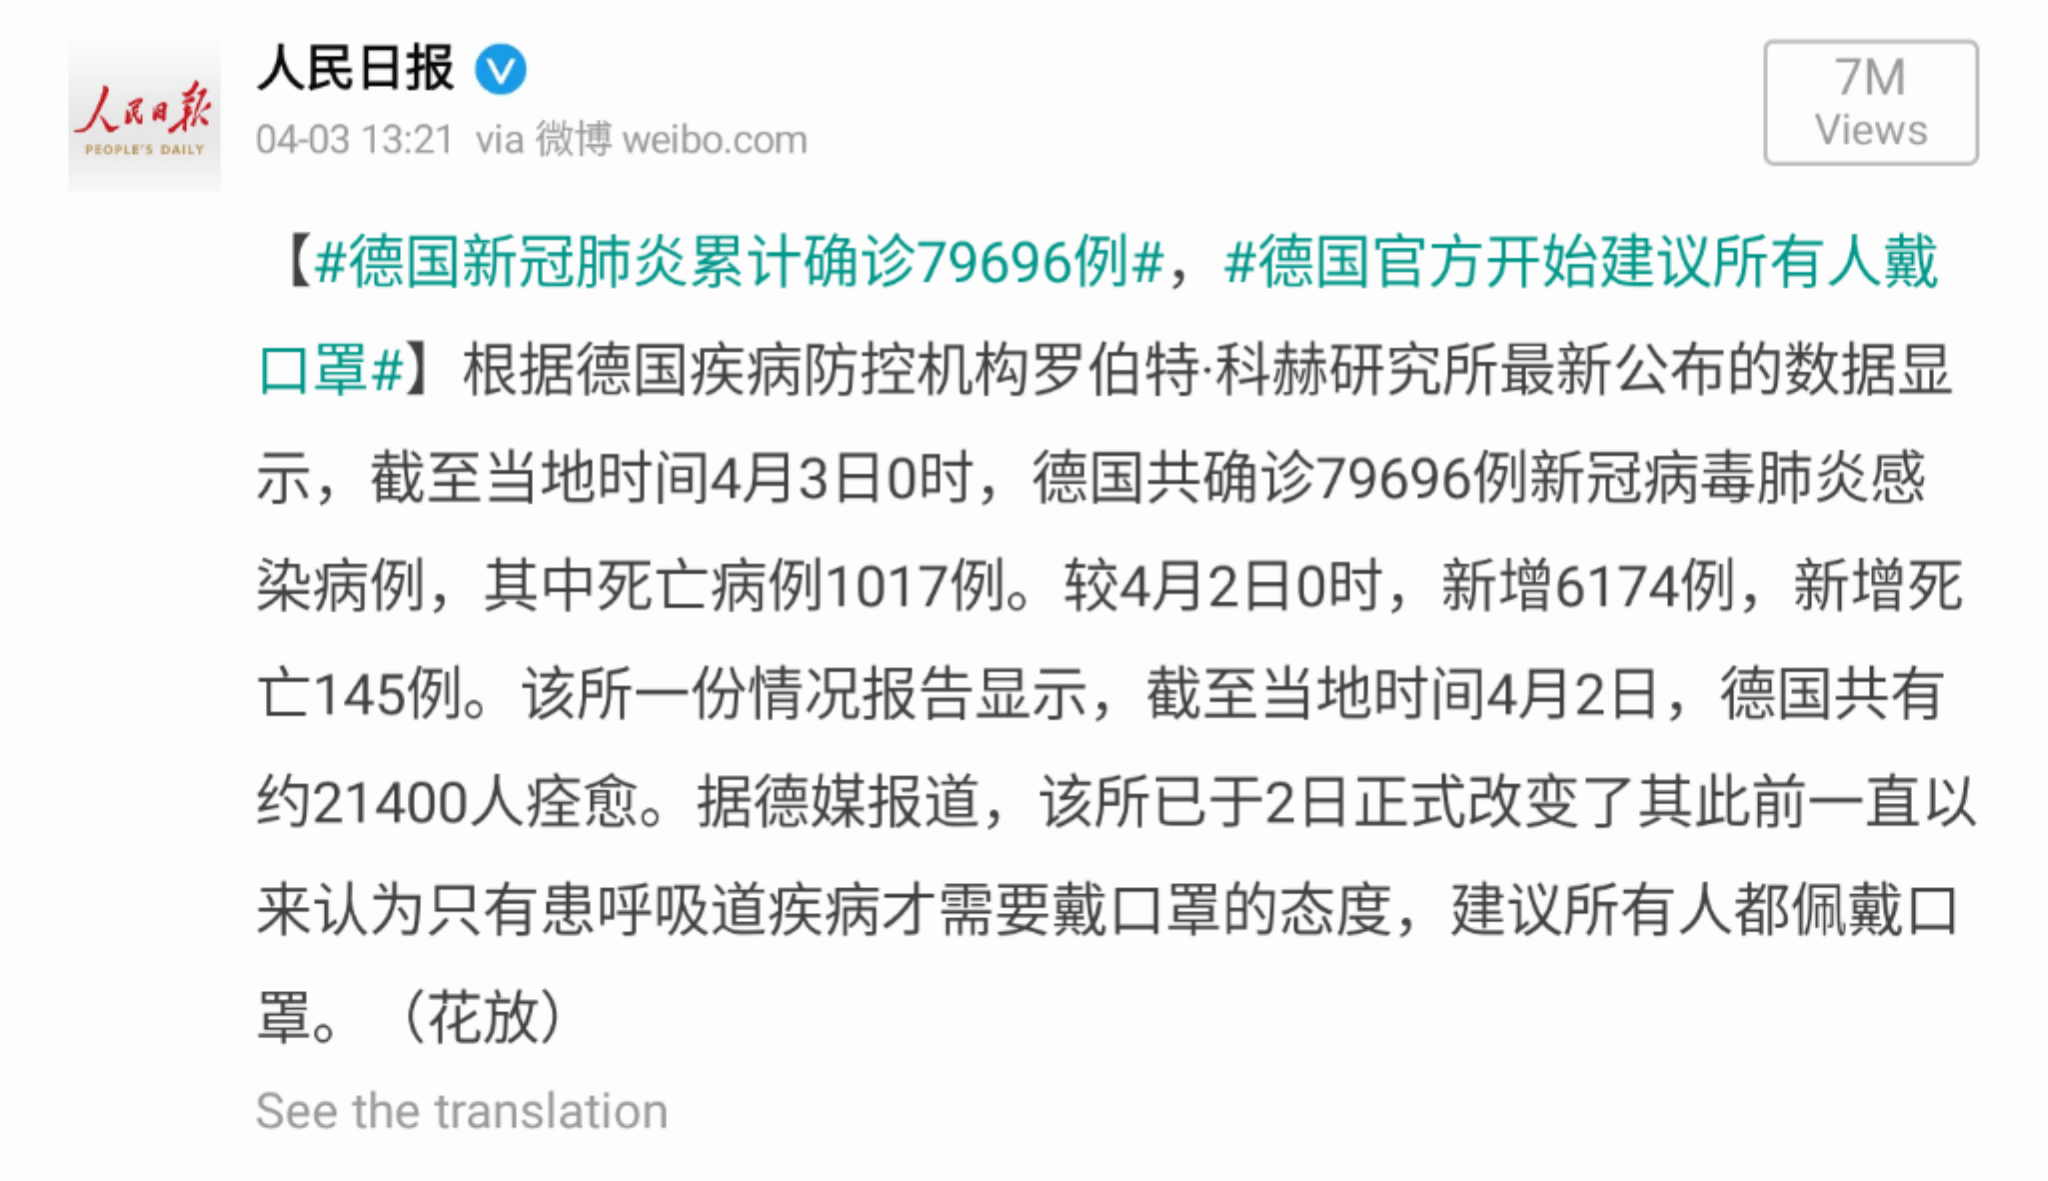 人民日报
人民日报
PEOPLE'S DAILY
04-03 13:21 via 微博 weibo.com
7M
Views
【#德国新冠肺炎累计确诊79696例#，#德国官方开始建议所有人戴
口罩#】根据德国疾病防控机构罗伯特·科赫研究所最新公布的数据显
示，截至当地时间4月3日0时，德国共确诊79696例新冠病毒肺炎感
染病例，其中死亡病例1017例。较4月2日0时，新增6174例，新增死
亡145例。该所一份情况报告显示，截至当地时间4月2日，德国共有
约21400人痊愈。据德媒报道，该所已于2日正式改变了其此前一直以
来认为只有患呼吸道疾病才需要戴口罩的态度，建议所有人都佩戴口
罩。（花放）
See the translation